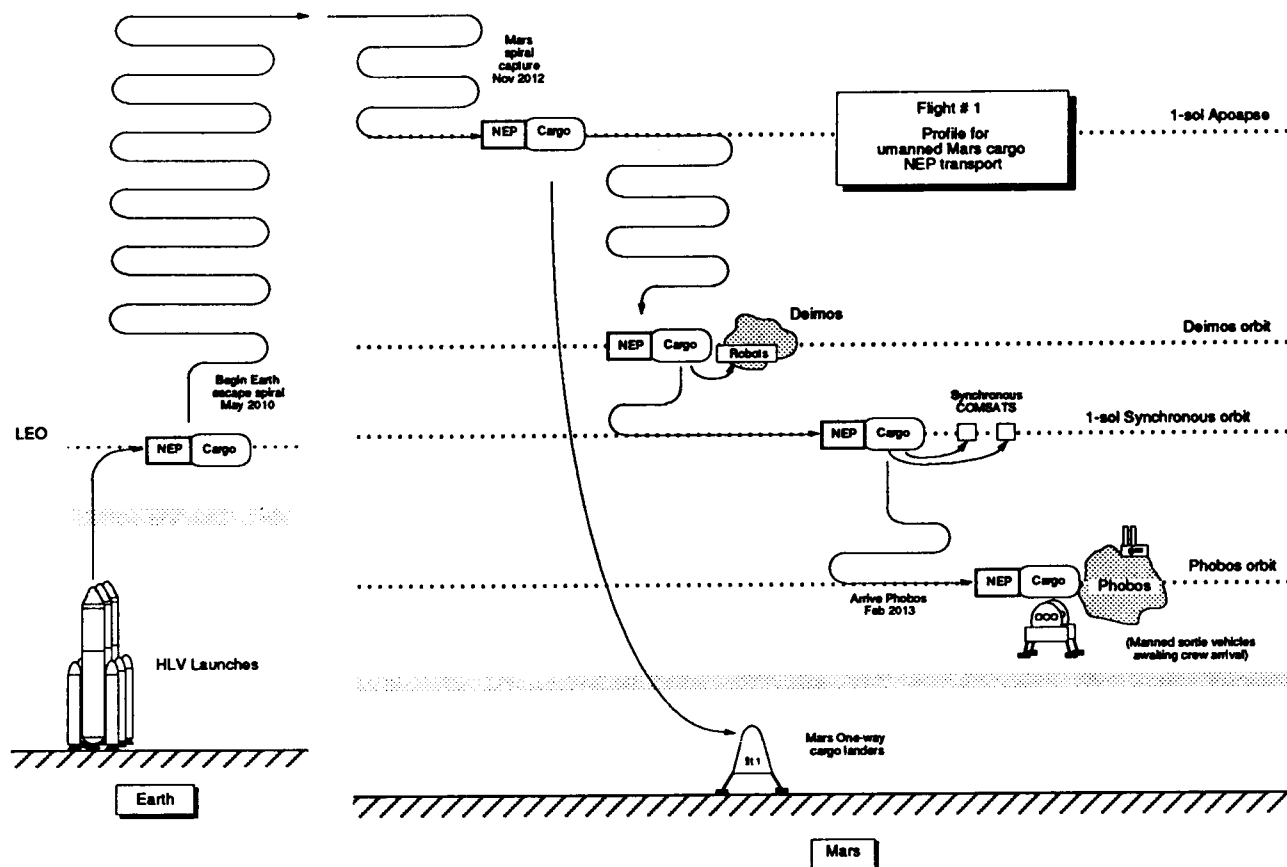 Mars
spiral
capture
Nov 2012
Flight # 1
Profile for
umanned Mars cargo
NEP transport
1-sol Apoapse
NEP
Cargo
Deimos
Deimos orbit
NEP
Cargo
Robots
Begin Earth
escape spiral
May 2010
Synchronous
COMSATS
1-sol Synchronous orbit
LEO
NEP
Cargo
NEP
Cargo
Phobos orbit
NEP
Cargo
Phobos
Arrive Phobos
Feb 2013
(Manned sortie vehicles
awaiting crew arrival)
HLV Launches
Mars One-way
cargo landers
St 1
Earth
Mars